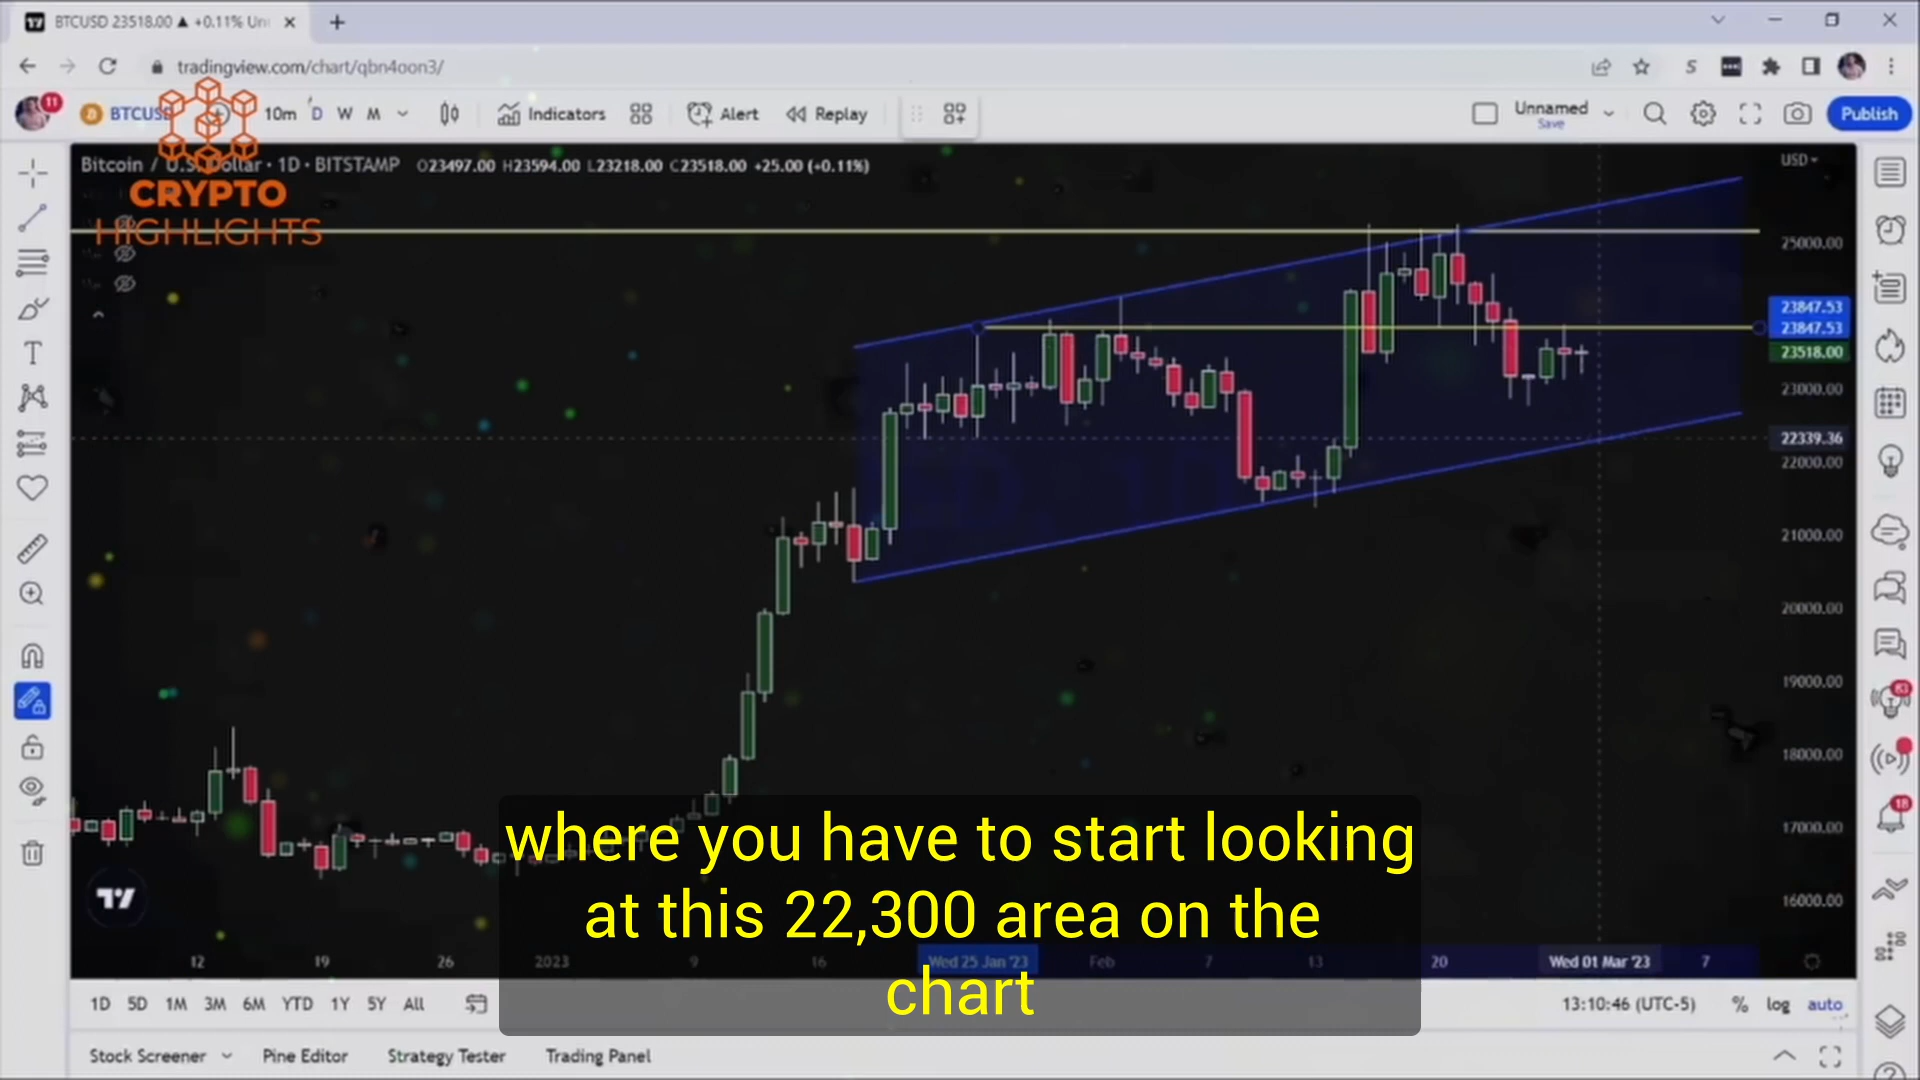 BTCUSD 23518.00 ▲ +0.11% Un
tradingview.com/chart/qbn4oon3/
11
BTCUSD
10m D W M
Indicators
Alert
Replay
Unnamed
Save
Publish
Bitcoin / U.S. Dollar · 1D · BITSTAMP O23497.00 H23594.00 L23218.00 C23518.00 +25.00 (+0.11%)
USD
CRYPTO
HIGHLIGHTS
25000.00
23847.53
23847.53
23518.00
23000.00
22339.36
22000.00
21000.00
20000.00
19000.00
18000.00
17000.00
16000.00
63
18
where you have to start looking
at this 22,300 area on the
chart
12 19 26 2023 9 16 Wed 25 Jan '23 Feb 7 13 20 Wed 01 Mar '23 7
1D 5D 1M 3M 6M YTD 1Y 5Y All
13:10:46 (UTC-5) % log auto
Stock Screener Pine Editor Strategy Tester Trading Panel